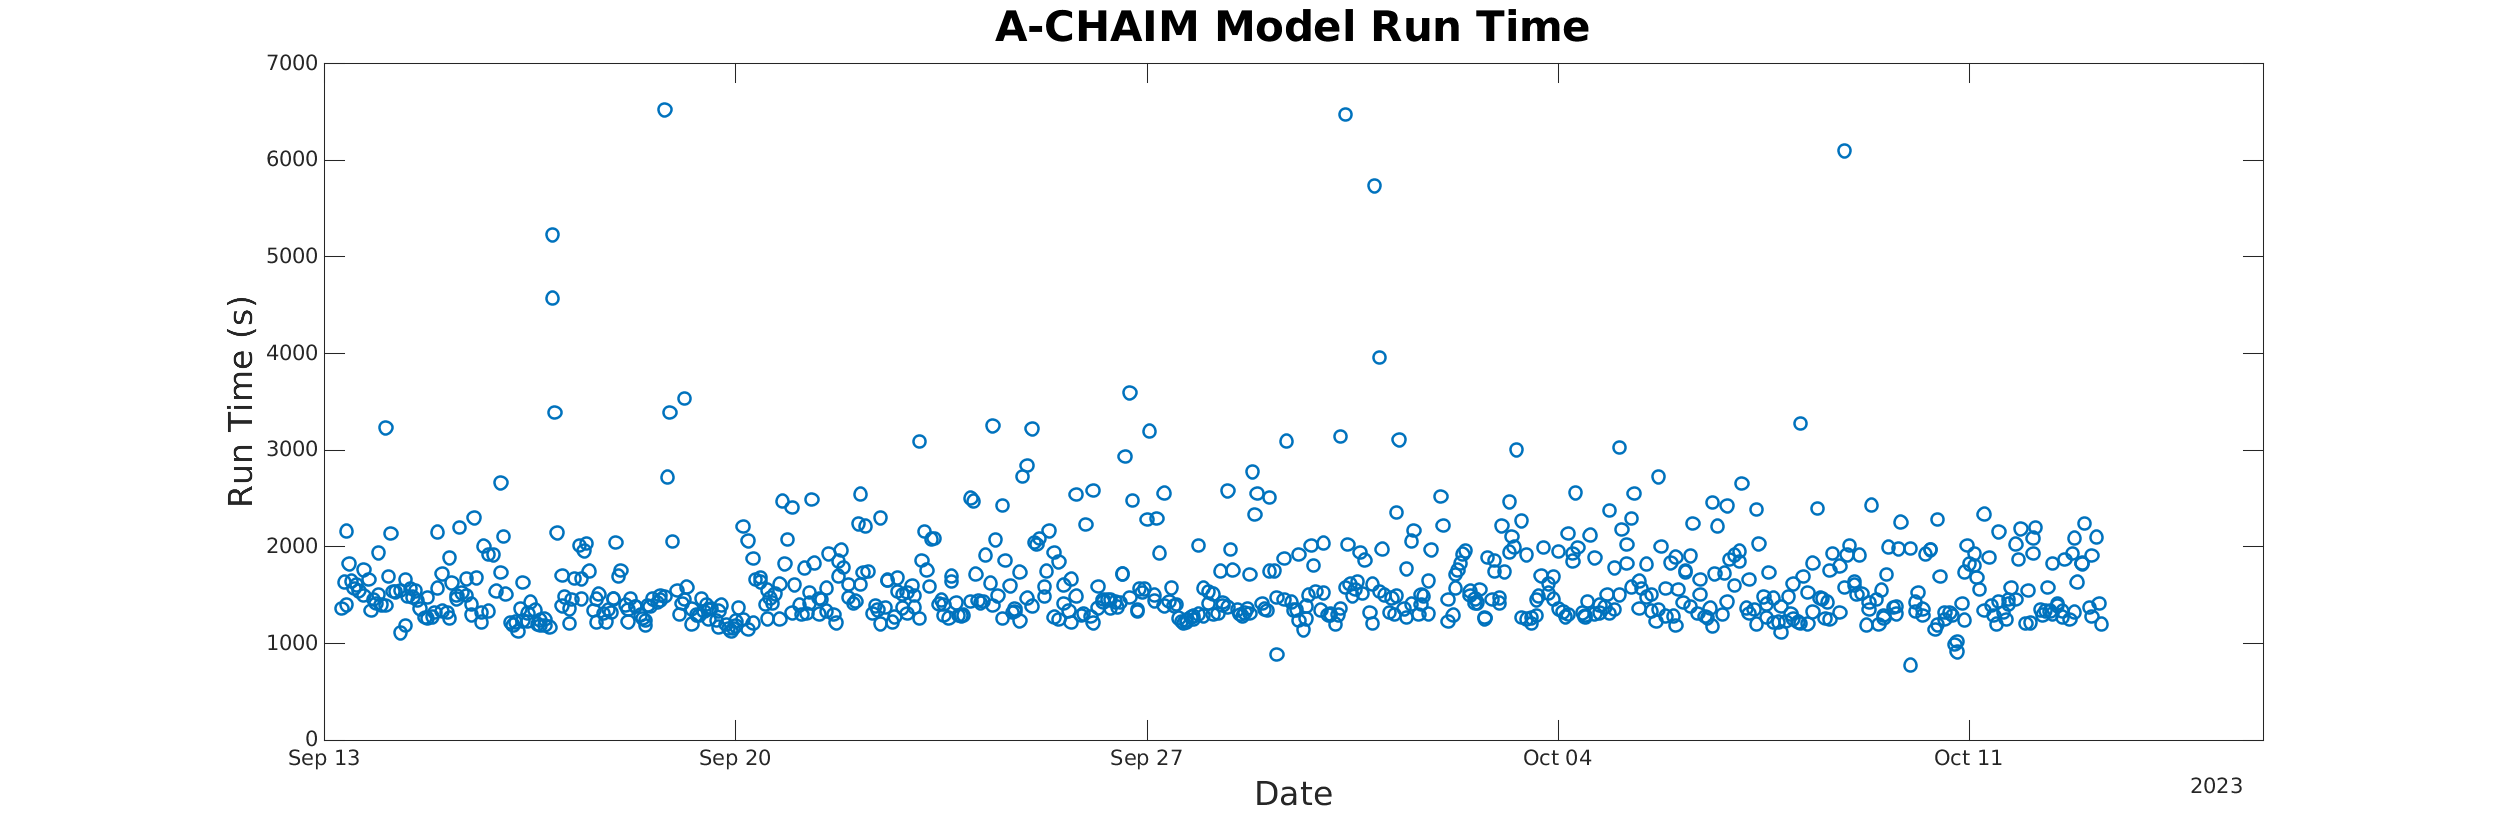 A-CHAIM Model Run Time
7000
6000
5000
4000
3000
2000
1000
0
Run Time (s)
Sep 13
Sep 20
Sep 27
Oct 04
Oct 11
Date
2023